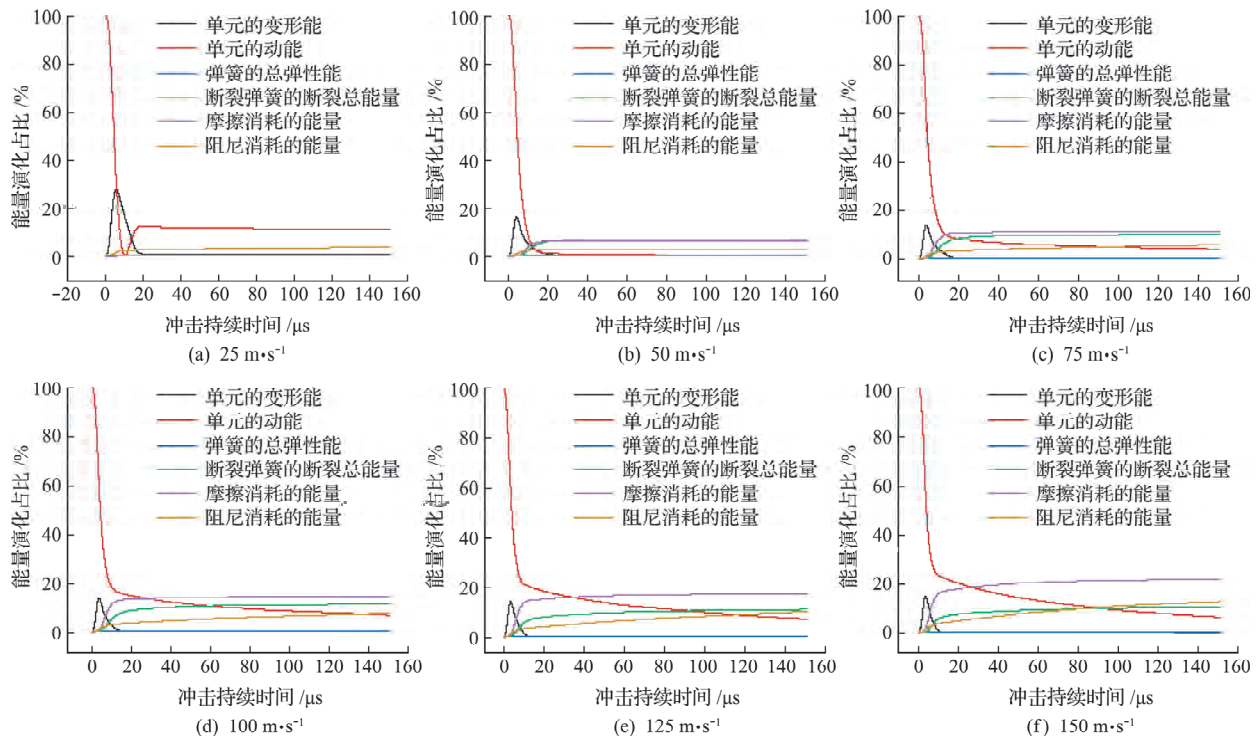 能量演化占比 /%
100
80
60
40
20
0
单元的变形能
单元的动能
弹簧的总弹性能
断裂弹簧的断裂总能量
摩擦消耗的能量
阻尼消耗的能量
−20 0 20 40 60 80 100 120 140 160
冲击持续时间 /μs
(a) 25 m·s⁻¹
能量演化占比 /%
100
80
60
40
20
0
单元的变形能
单元的动能
弹簧的总弹性能
断裂弹簧的断裂总能量
摩擦消耗的能量
阻尼消耗的能量
0 20 40 60 80 100 120 140 160
冲击持续时间 /μs
(b) 50 m·s⁻¹
能量演化占比 /%
100
80
60
40
20
0
单元的变形能
单元的动能
弹簧的总弹性能
断裂弹簧的断裂总能量
摩擦消耗的能量
阻尼消耗的能量
0 20 40 60 80 100 120 140 160
冲击持续时间 /μs
(c) 75 m·s⁻¹
能量演化占比 /%
100
80
60
40
20
0
单元的变形能
单元的动能
弹簧的总弹性能
断裂弹簧的断裂总能量
摩擦消耗的能量
阻尼消耗的能量
0 20 40 60 80 100 120 140 160
冲击持续时间 /μs
(d) 100 m·s⁻¹
能量演化占比 /%
100
80
60
40
20
0
单元的变形能
单元的动能
弹簧的总弹性能
断裂弹簧的断裂总能量
摩擦消耗的能量
阻尼消耗的能量
0 20 40 60 80 100 120 140 160
冲击持续时间 /μs
(e) 125 m·s⁻¹
能量演化占比 /%
100
80
60
40
20
0
单元的变形能
单元的动能
弹簧的总弹性能
断裂弹簧的断裂总能量
摩擦消耗的能量
阻尼消耗的能量
0 20 40 60 80 100 120 140 160
冲击持续时间 /μs
(f) 150 m·s⁻¹